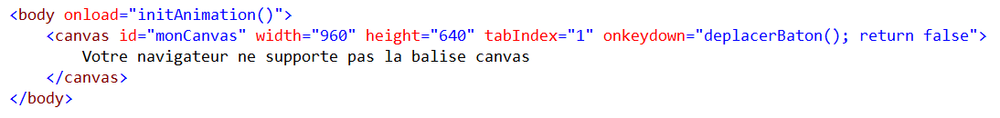 <body onload="initAnimation()">
<canvas id="monCanvas" width="960" height="640" tabIndex="1" onkeydown="deplacerBaton(); return false">
Votre navigateur ne supporte pas la balise canvas
</canvas>
</body>